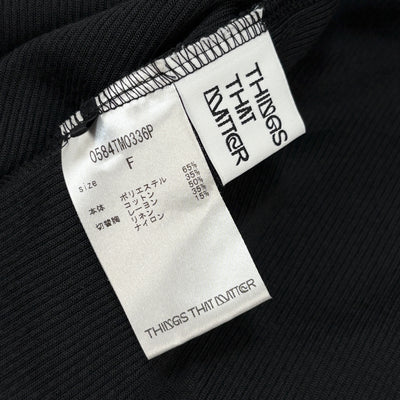 THINGS
THAT
MATTER
0584TM0336P
F
size
本体 ポリエステル 65%
コットン 35%
切替胸 レーヨン 50%
リネン 35%
ナイロン 15%
THINGS THAT MATTER